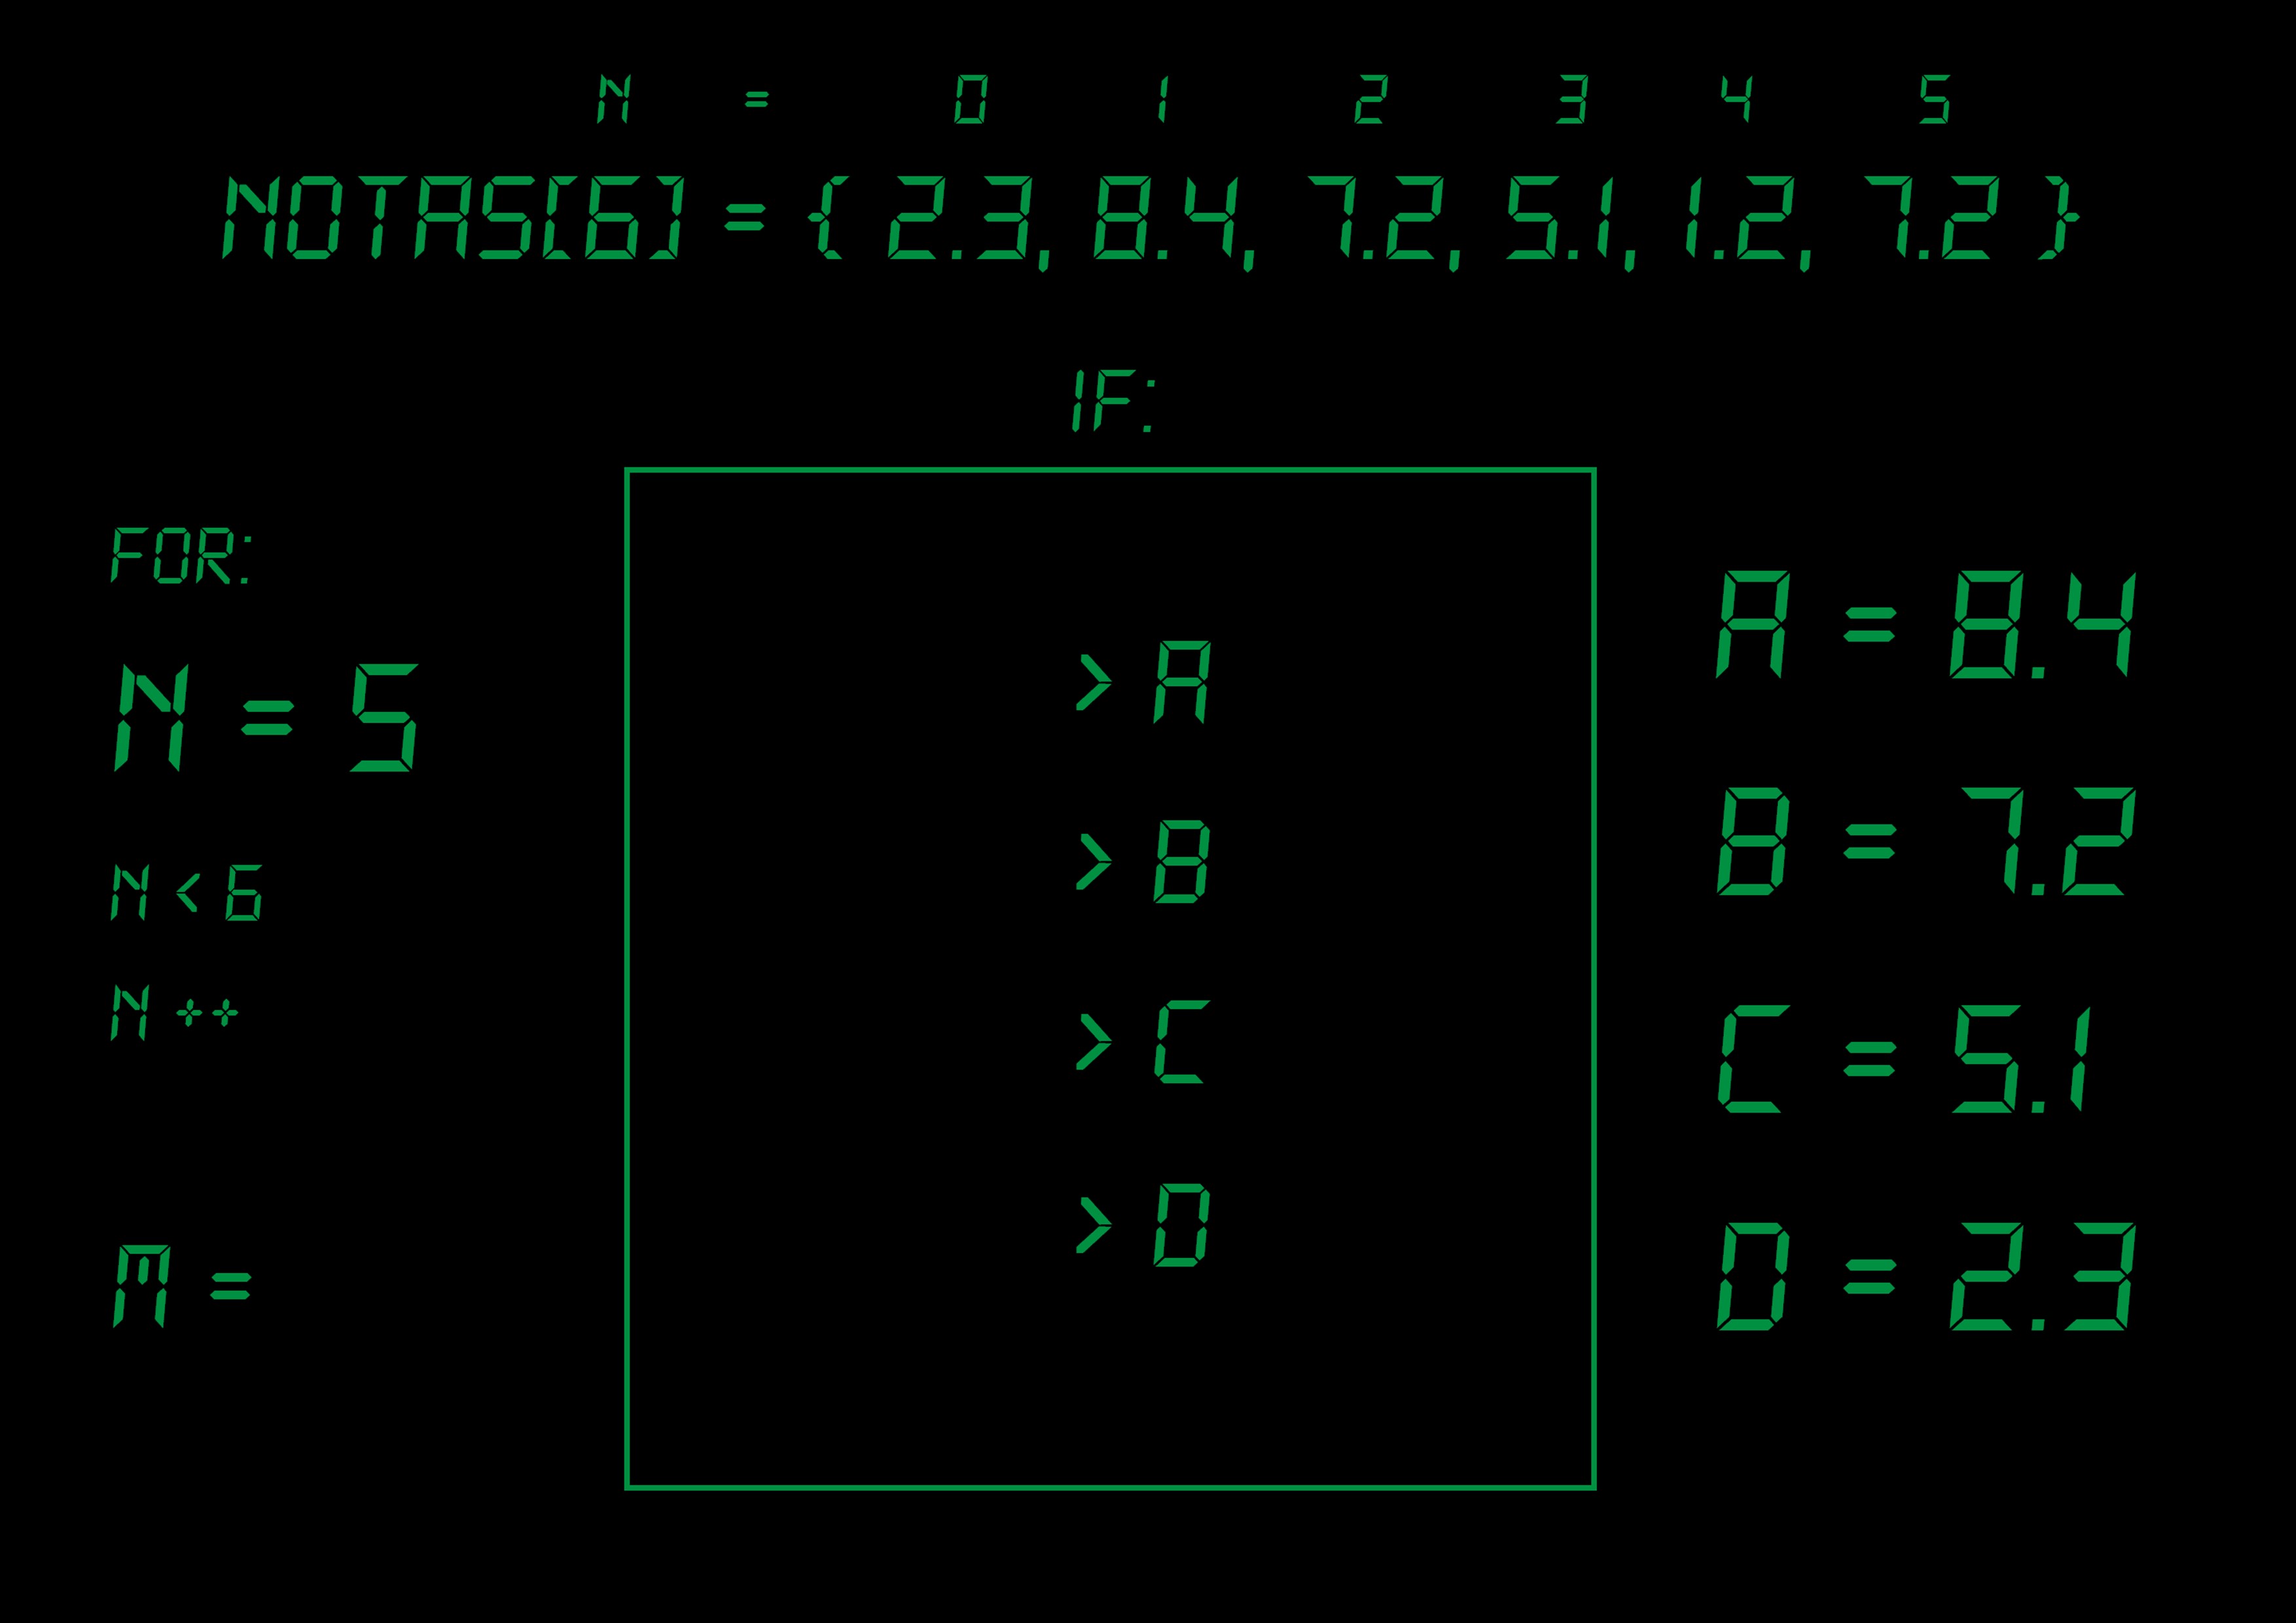 N = 0 1 2 3 4 5
NOTAS[6] = { 2.3, 8.4, 7.2, 5.1, 1.2, 7.2 }
IF:
FOR:
N = 5
N < 6
N ++
M =
> A
> B
> C
> D
A = 8.4
B = 7.2
C = 5.1
D = 2.3